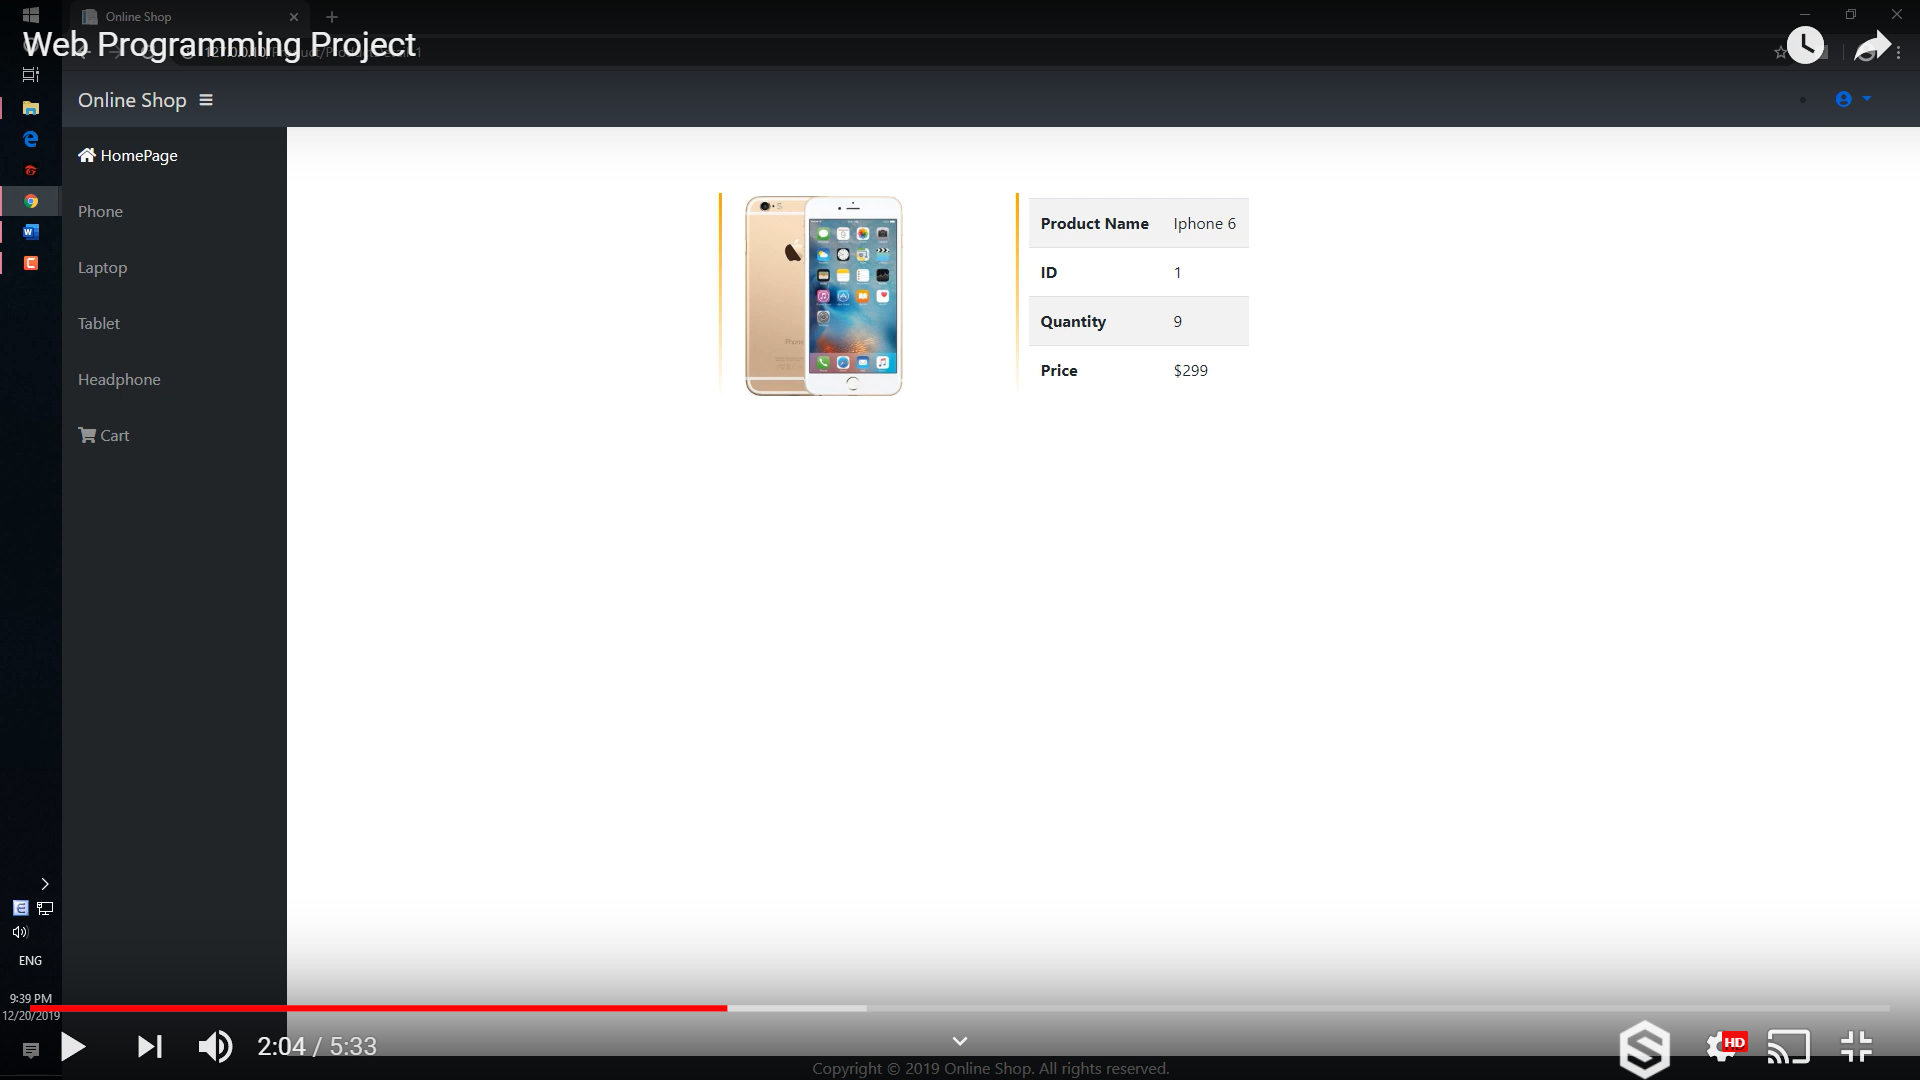 Online Shop
Web Programming Project
Online Shop
HomePage
Phone
Laptop
Tablet
Headphone
Cart
Product Name Iphone 6
ID 1
Quantity 9
Price $299
ENG
9:39 PM
12/20/2019
2:04 / 5:33
HD
Copyright © 2019 Online Shop. All rights reserved.